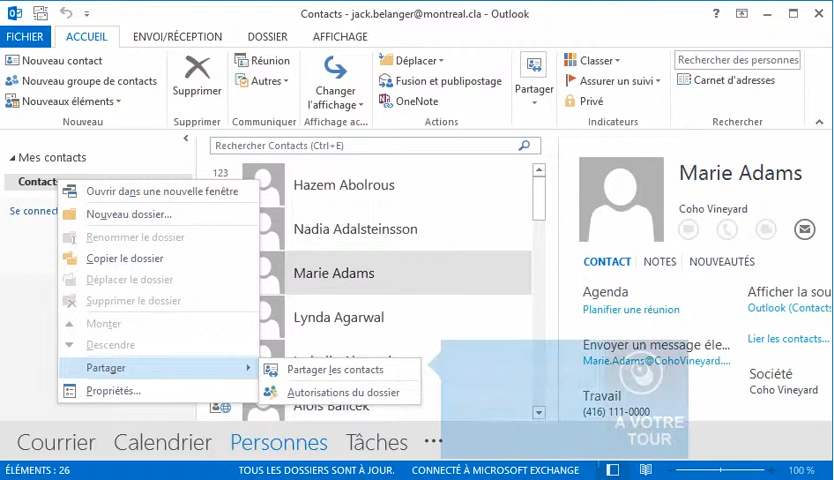 Contacts - jack.belanger@montreal.cla - Outlook
FICHIER ACCUEIL ENVOI/RÉCEPTION DOSSIER AFFICHAGE
Nouveau contact
Nouveau groupe de contacts
Nouveaux éléments
Nouveau
Supprimer
Supprimer
Réunion
Autres
Communiquer
Changer
l'affichage
Affichage ac...
Déplacer
Fusion et publipostage
OneNote
Actions
Partager
Classer
Assurer un suivi
Privé
Indicateurs
Rechercher des personnes
Carnet d'adresses
Rechercher
Mes contacts
Contacts
Se connect
Ouvrir dans une nouvelle fenêtre
Nouveau dossier...
Renommer le dossier
Copier le dossier
Déplacer le dossier
Supprimer le dossier
Monter
Descendre
Partager
Propriétés...
Partager les contacts
Autorisations du dossier
Rechercher Contacts (Ctrl+E)
123
Hazem Abolrous
Nadia Adalsteinsson
Marie Adams
Lynda Agarwal
Alois Balicek
Marie Adams
Coho Vineyard
CONTACT NOTES NOUVEAUTÉS
Agenda
Planifier une réunion
Afficher la sou
Outlook (Contacts
Envoyer un message éle...
Marie.Adams@CohoVineyard....
Lier les contacts...
Travail
(416) 111-0000
Société
Coho Vineyard
À VOTRE
TOUR
Courrier Calendrier Personnes Tâches ...
ÉLÉMENTS : 26 TOUS LES DOSSIERS SONT À JOUR. CONNECTÉ À MICROSOFT EXCHANGE 100 %